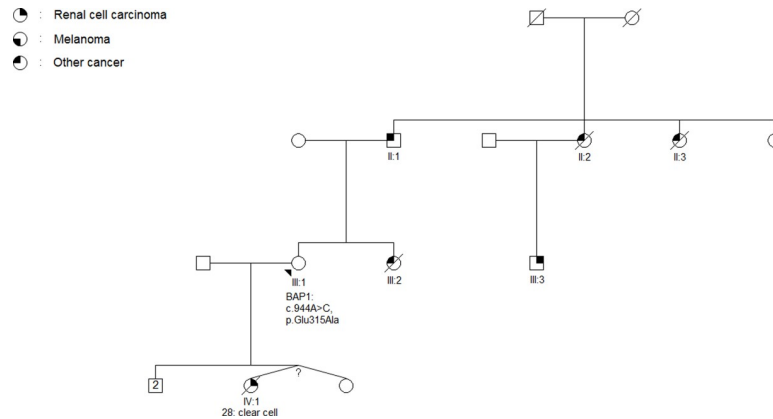 : Renal cell carcinoma
: Melanoma
: Other cancer
II:1
II:2
II:3
III:1
III:2
III:3
BAP1:
c.944A>C,
p.Glu315Ala
?
2
IV:1
28: clear cell